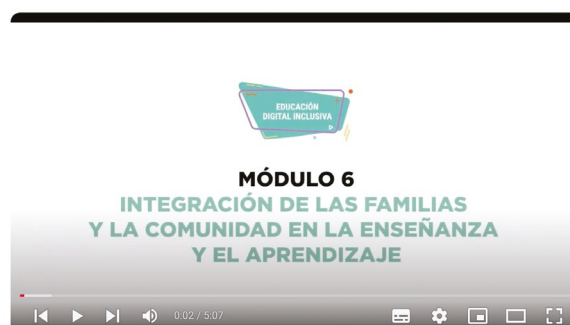 EDUCACIÓN
DIGITAL INCLUSIVA
MÓDULO 6
INTEGRACIÓN DE LAS FAMILIAS
Y LA COMUNIDAD EN LA ENSEÑANZA
Y EL APRENDIZAJE
0:02 / 5:07